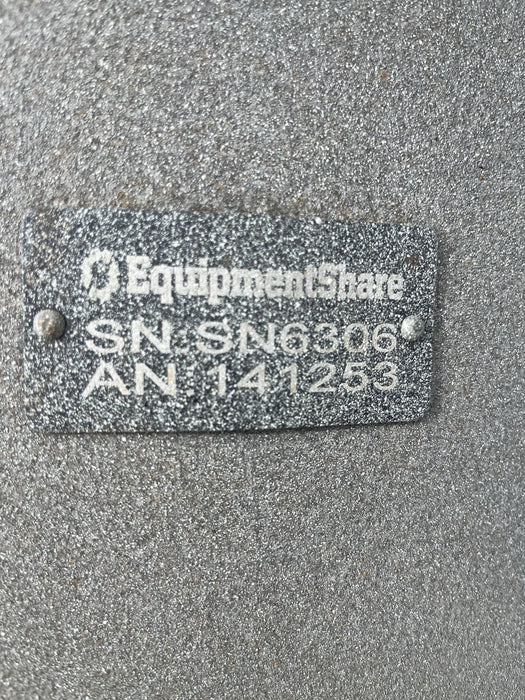 EquipmentShare
SN: SN6306
AN: 141253